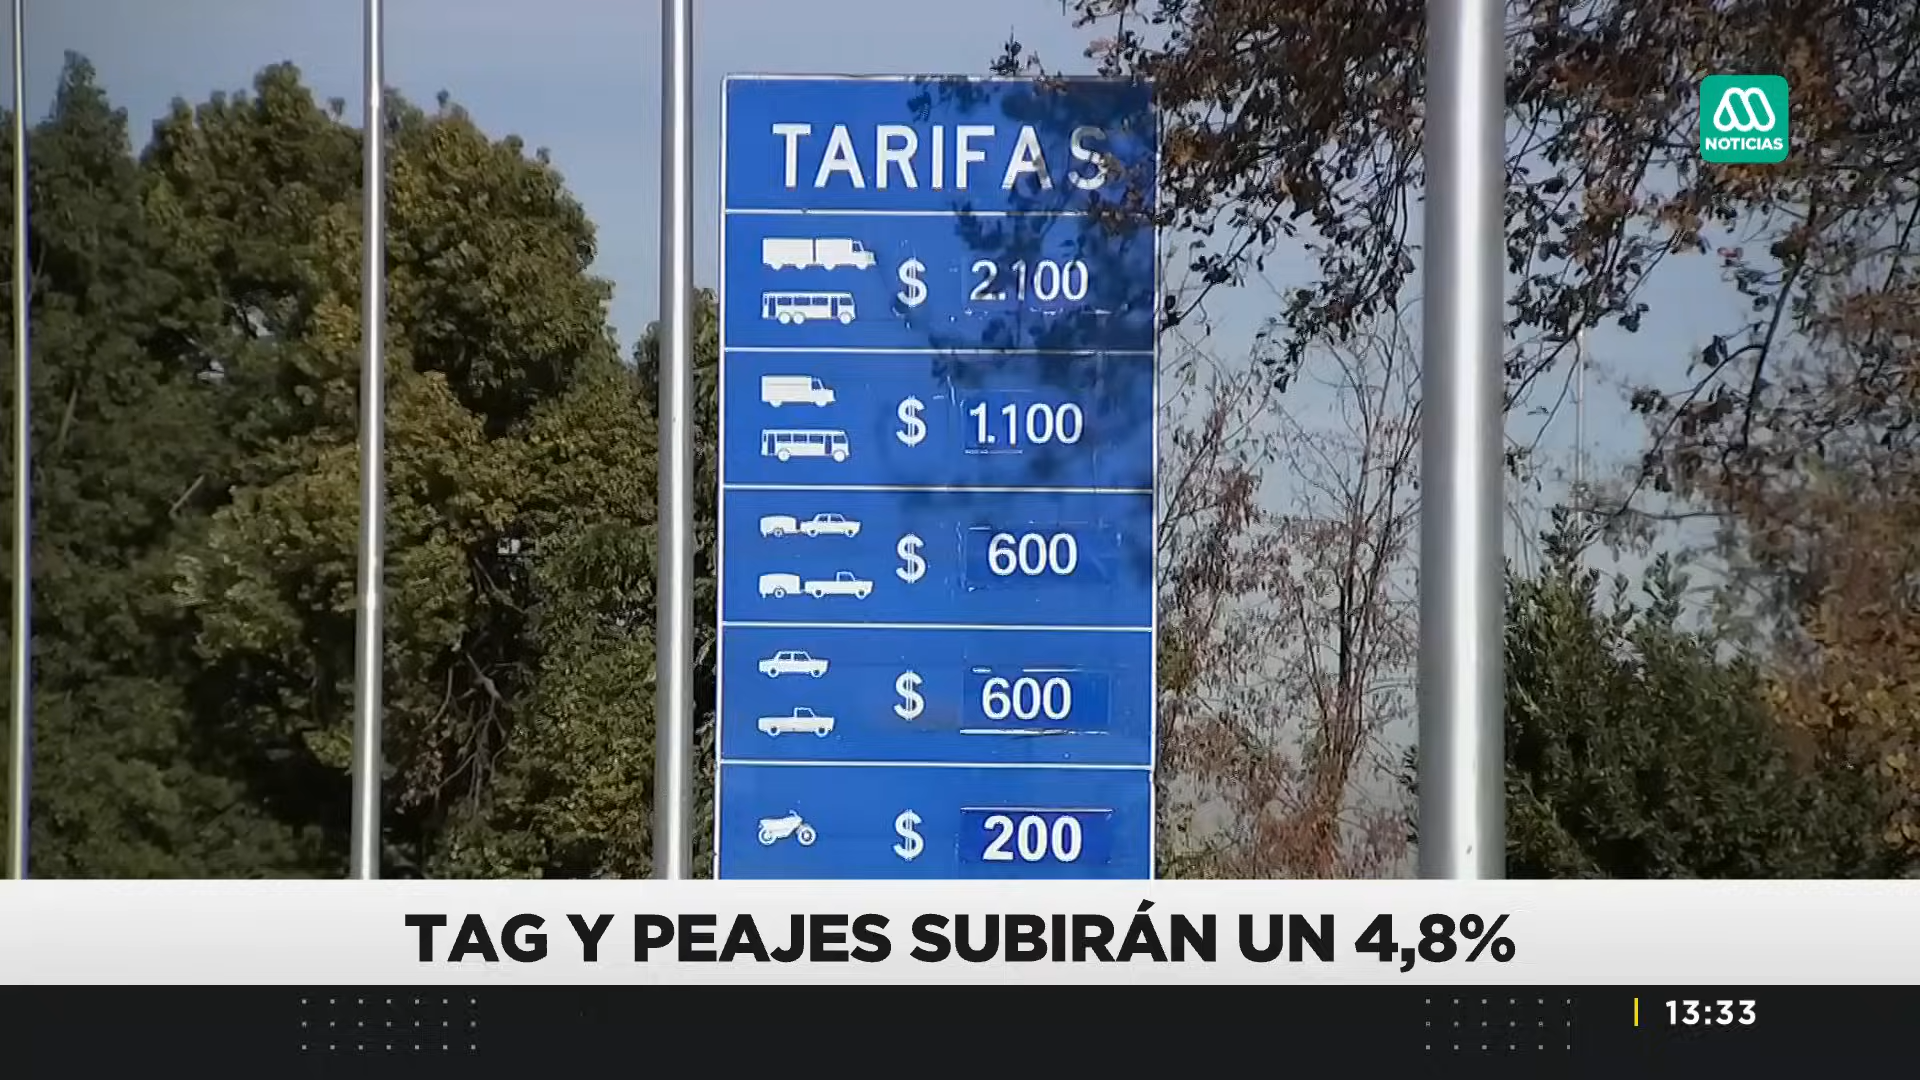 TARIFAS
$ 2.100
$ 1.100
$ 600
$ 600
$ 200
NOTICIAS
TAG Y PEAJES SUBIRÁN UN 4,8%
13:33